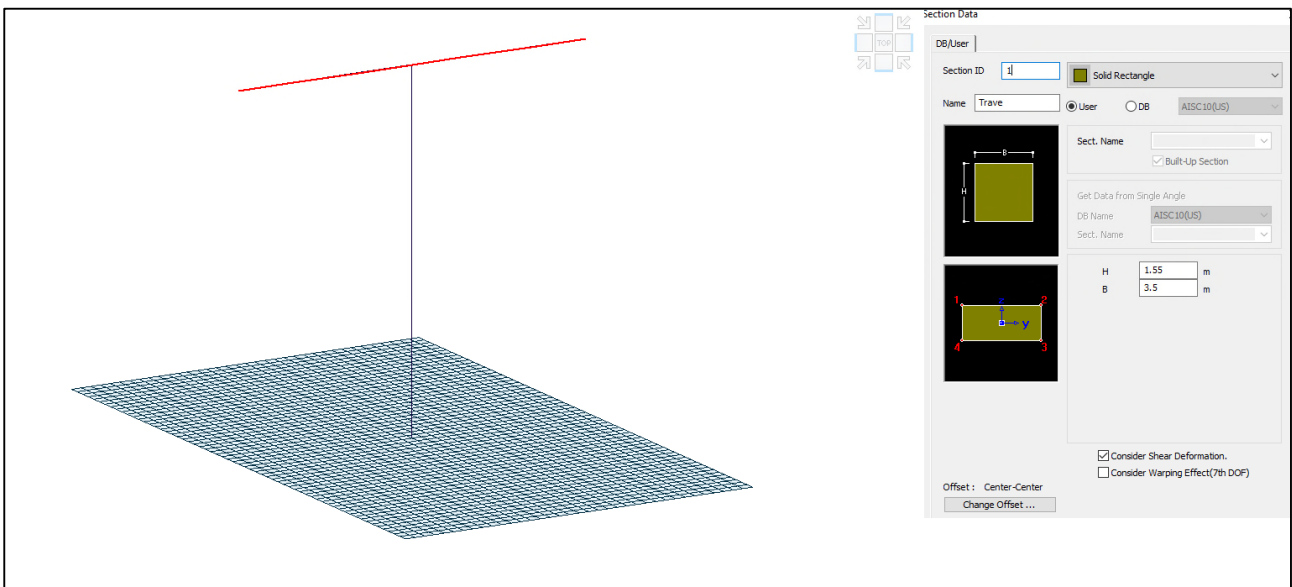 TOP
Section Data
DB/User
Section ID 1 Solid Rectangle
Name Trave User DB AISC10(US)
Sect. Name
Built-Up Section
B
H
Get Data from Single Angle
DB Name AISC10(US)
Sect. Name
H 1.55 m
B 3.5 m
1 z 2
y
4 3
Consider Shear Deformation.
Consider Warping Effect(7th DOF)
Offset : Center-Center
Change Offset ...